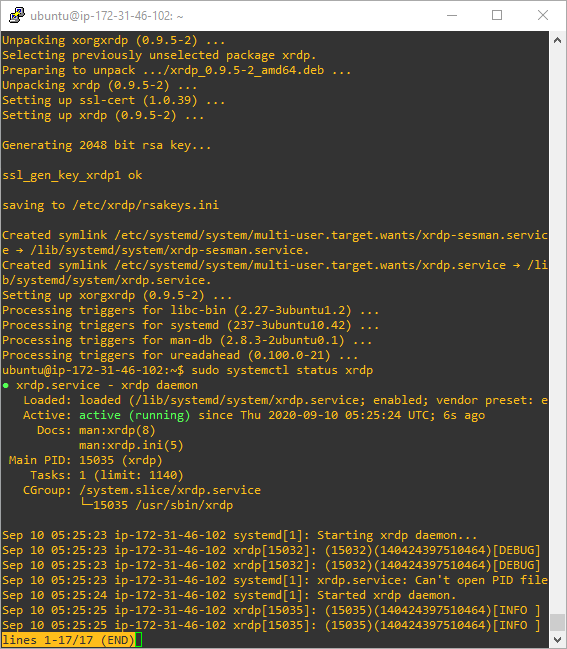 ubuntu@ip-172-31-46-102: ~
Unpacking xorgxrdp (0.9.5-2) ...
Selecting previously unselected package xrdp.
Preparing to unpack .../xrdp_0.9.5-2_amd64.deb ...
Unpacking xrdp (0.9.5-2) ...
Setting up ssl-cert (1.0.39) ...
Setting up xrdp (0.9.5-2) ...
Generating 2048 bit rsa key...
ssl_gen_key_xrdp1 ok
saving to /etc/xrdp/rsakeys.ini
Created symlink /etc/systemd/system/multi-user.target.wants/xrdp-sesman.servic
e → /lib/systemd/system/xrdp-sesman.service.
Created symlink /etc/systemd/system/multi-user.target.wants/xrdp.service → /li
b/systemd/system/xrdp.service.
Setting up xorgxrdp (0.9.5-2) ...
Processing triggers for libc-bin (2.27-3ubuntu1.2) ...
Processing triggers for systemd (237-3ubuntu10.42) ...
Processing triggers for man-db (2.8.3-2ubuntu0.1) ...
Processing triggers for ureadahead (0.100.0-21) ...
ubuntu@ip-172-31-46-102:~$ sudo systemctl status xrdp
● xrdp.service - xrdp daemon
Loaded: loaded (/lib/systemd/system/xrdp.service; enabled; vendor preset: e
Active: active (running) since Thu 2020-09-10 05:25:24 UTC; 6s ago
Docs: man:xrdp(8)
man:xrdp.ini(5)
Main PID: 15035 (xrdp)
Tasks: 1 (limit: 1140)
CGroup: /system.slice/xrdp.service
└─15035 /usr/sbin/xrdp
Sep 10 05:25:23 ip-172-31-46-102 systemd[1]: Starting xrdp daemon...
Sep 10 05:25:23 ip-172-31-46-102 xrdp[15032]: (15032)(140424397510464)[DEBUG]
Sep 10 05:25:23 ip-172-31-46-102 xrdp[15032]: (15032)(140424397510464)[DEBUG]
Sep 10 05:25:23 ip-172-31-46-102 systemd[1]: xrdp.service: Can't open PID file
Sep 10 05:25:24 ip-172-31-46-102 systemd[1]: Started xrdp daemon.
Sep 10 05:25:25 ip-172-31-46-102 xrdp[15035]: (15035)(140424397510464)[INFO ]
Sep 10 05:25:25 ip-172-31-46-102 xrdp[15035]: (15035)(140424397510464)[INFO ]
lines 1-17/17 (END)